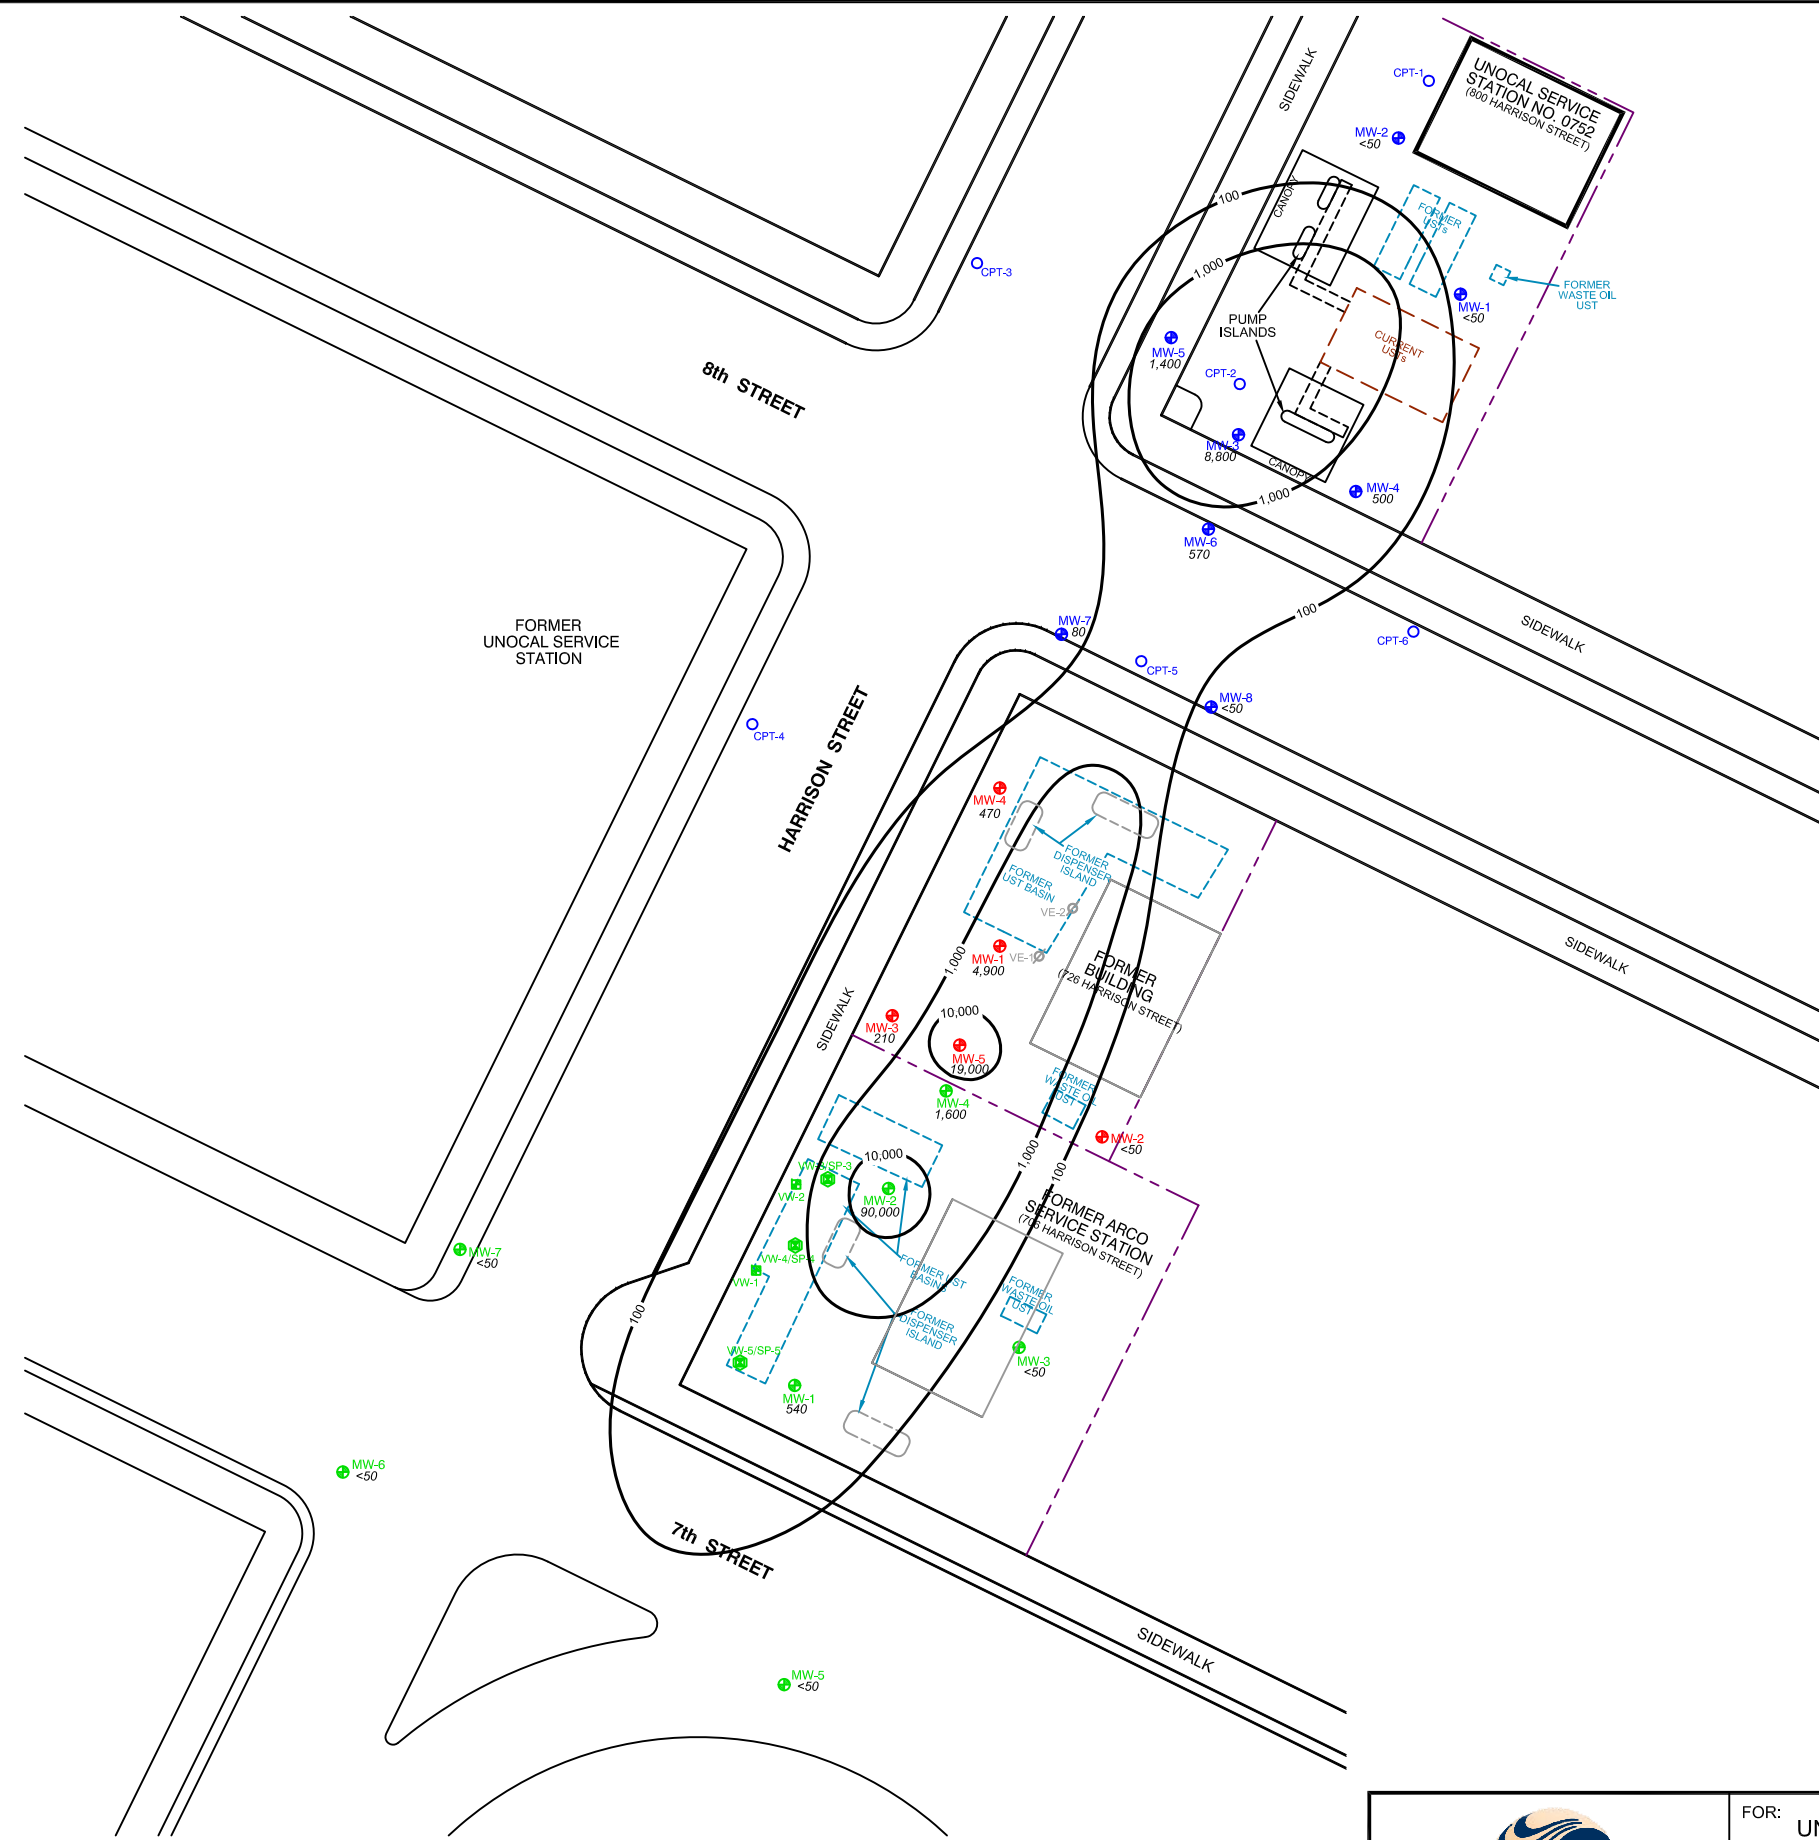 SIDEWALK
CPT-1
UNOCAL SERVICE
STATION NO. 0752
(800 HARRISON STREET)
MW-2
<50
100
CANOPY
FORMER
USTs
CPT-3
1,000
FORMER
WASTE OIL
UST
MW-1
<50
PUMP
ISLANDS
CURRENT
USTs
MW-5
1,400
CPT-2
8th STREET
MW-3
8,800
CANOPY
1,000
MW-4
500
MW-6
570
100
CPT-6
SIDEWALK
FORMER
UNOCAL SERVICE
STATION
MW-7
80
CPT-5
MW-8
<50
CPT-4
HARRISON STREET
MW-4
470
FORMER
DISPENSER
ISLAND
FORMER
UST BASIN
VE-2
MW-1
4,900
VE-1
1,000
FORMER
BUILDING
(726 HARRISON STREET)
SIDEWALK
SIDEWALK
MW-3
210
10,000
MW-5
19,000
FORMER
WASTE OIL
UST
MW-4
1,600
MW-2
<50
10,000
1,000
100
VW-3/SP-3
VW-2
MW-2
90,000
FORMER ARCO
SERVICE STATION
(706 HARRISON STREET)
MW-7
<50
VW-4/SP-4
VW-1
FORMER UST
BASINS
FORMER
WASTE OIL
UST
FORMER
DISPENSER
ISLAND
100
VW-5/SP-5
MW-3
<50
MW-1
540
MW-6
<50
7th STREET
SIDEWALK
MW-5
<50
FOR:
UN